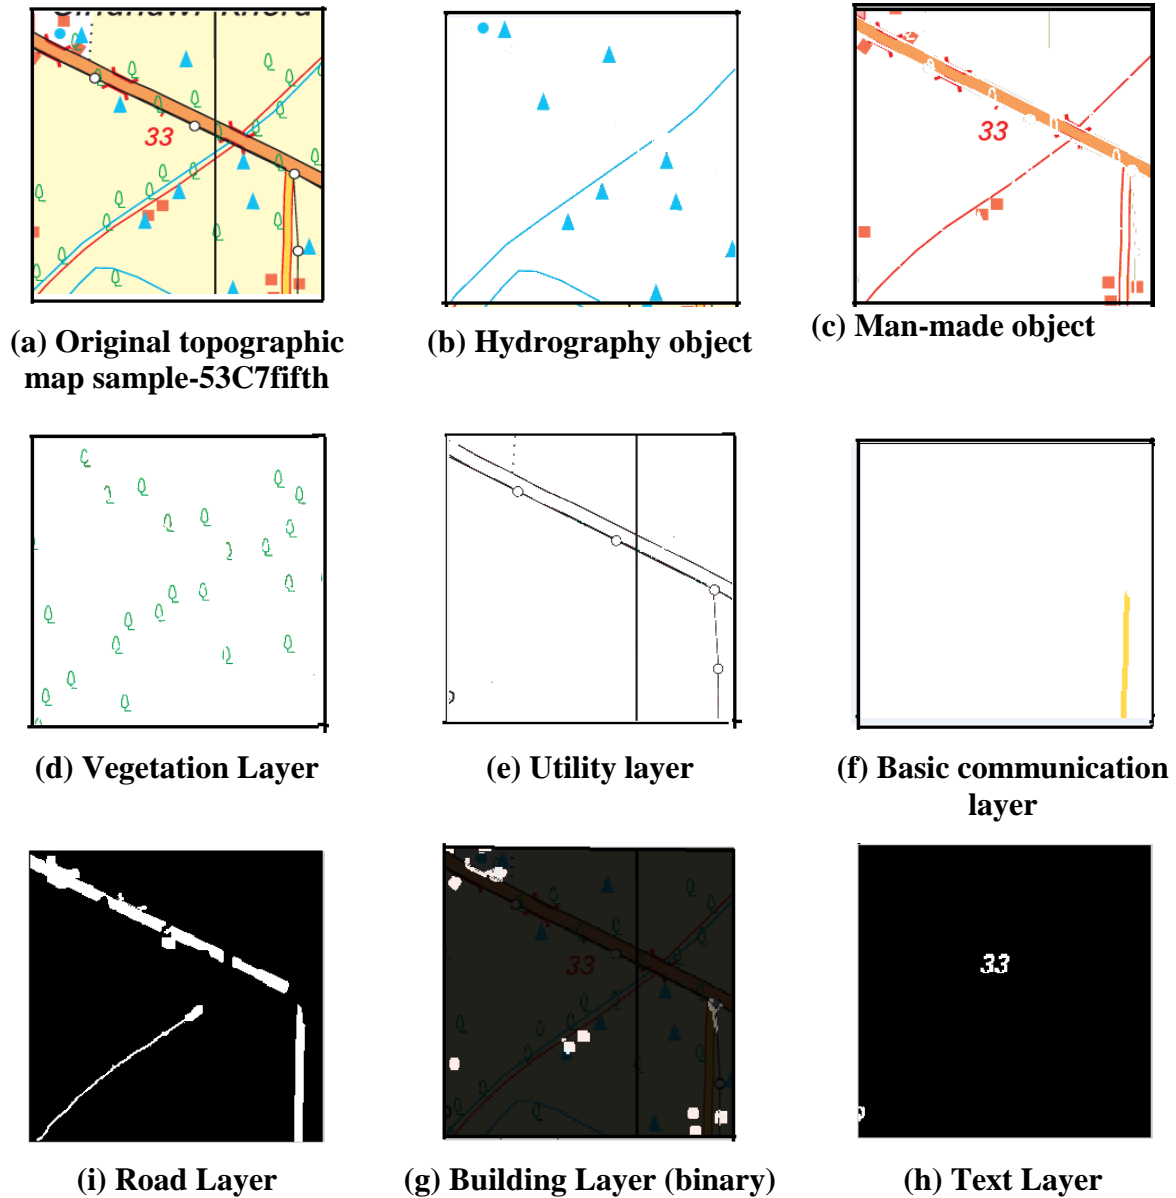 33
33
(a) Original topographic
map sample-53C7fifth
(b) Hydrography object
(c) Man-made object
(d) Vegetation Layer
(e) Utility layer
(f) Basic communication
layer
33
33
(i) Road Layer
(g) Building Layer (binary)
(h) Text Layer